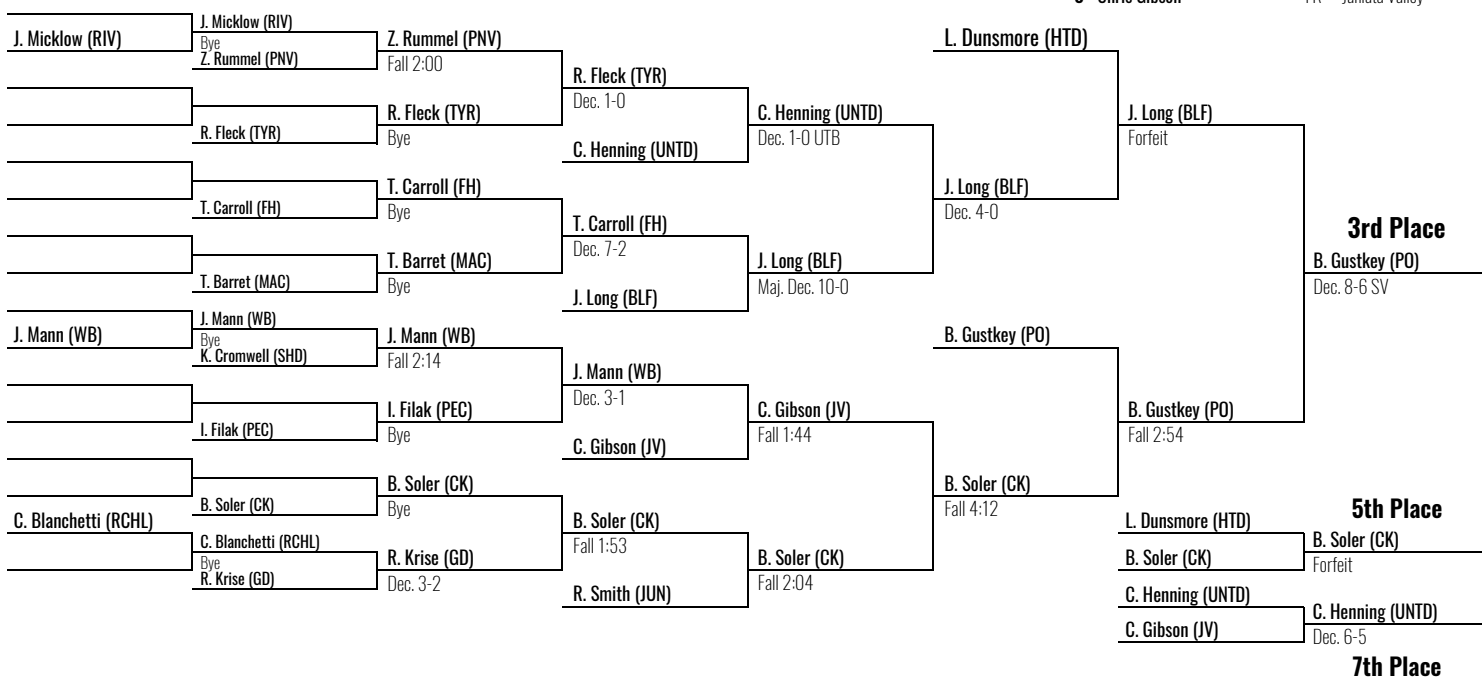 Chris Gibson
Juniata Valley
J. Micklow (RIV)
J. Mann (WB)
C. Blanchetti (RCHL)
J. Micklow (RIV)
Bye
Z. Rummel (PNV)
R. Fleck (TYR)
T. Carroll (FH)
T. Barret (MAC)
J. Mann (WB)
Bye
K. Cromwell (SHD)
I. Filak (PEC)
B. Soler (CK)
C. Blanchetti (RCHL)
Bye
R. Krise (GD)
Z. Rummel (PNV)
Fall 2:00
R. Fleck (TYR)
Bye
T. Carroll (FH)
Bye
T. Barret (MAC)
Bye
J. Mann (WB)
Fall 2:14
I. Filak (PEC)
Bye
B. Soler (CK)
Bye
R. Krise (GD)
Dec. 3-2
R. Fleck (TYR)
Dec. 1-0
C. Henning (UNTD)
T. Carroll (FH)
Dec. 7-2
J. Long (BLF)
J. Mann (WB)
Dec. 3-1
C. Gibson (JV)
B. Soler (CK)
Fall 1:53
R. Smith (JUN)
C. Henning (UNTD)
Dec. 1-0 UTB
J. Long (BLF)
Maj. Dec. 10-0
C. Gibson (JV)
Fall 1:44
B. Soler (CK)
Fall 2:04
L. Dunsmore (HTD)
J. Long (BLF)
Dec. 4-0
B. Gustkey (PO)
B. Soler (CK)
Fall 4:12
J. Long (BLF)
Forfeit
B. Gustkey (PO)
Fall 2:54
3rd Place
B. Gustkey (PO)
Dec. 8-6 SV
L. Dunsmore (HTD)
B. Soler (CK)
5th Place
B. Soler (CK)
Forfeit
C. Henning (UNTD)
C. Gibson (JV)
C. Henning (UNTD)
Dec. 6-5
7th Place